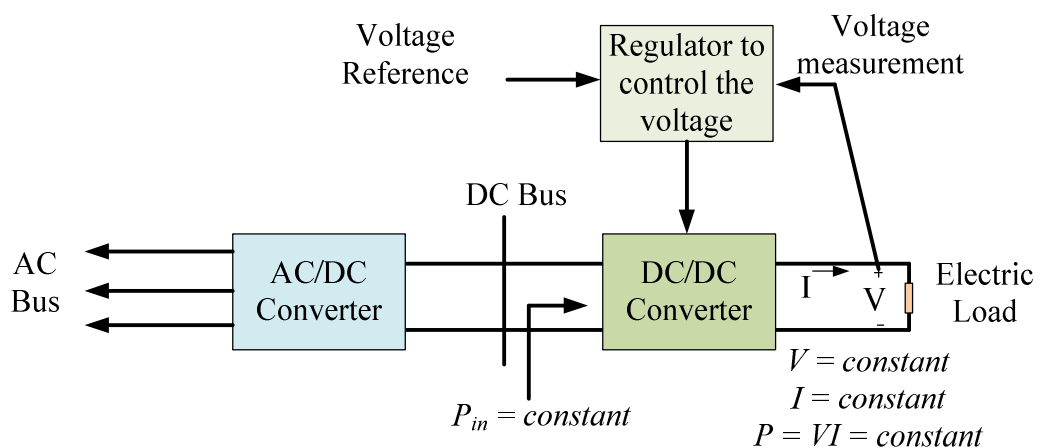 Voltage
Reference
Regulator to
control the
voltage
Voltage
measurement
DC Bus
AC
Bus
AC/DC
Converter
DC/DC
Converter
I
+
V
-
Electric
Load
P_in = constant
V = constant
I = constant
P = VI = constant